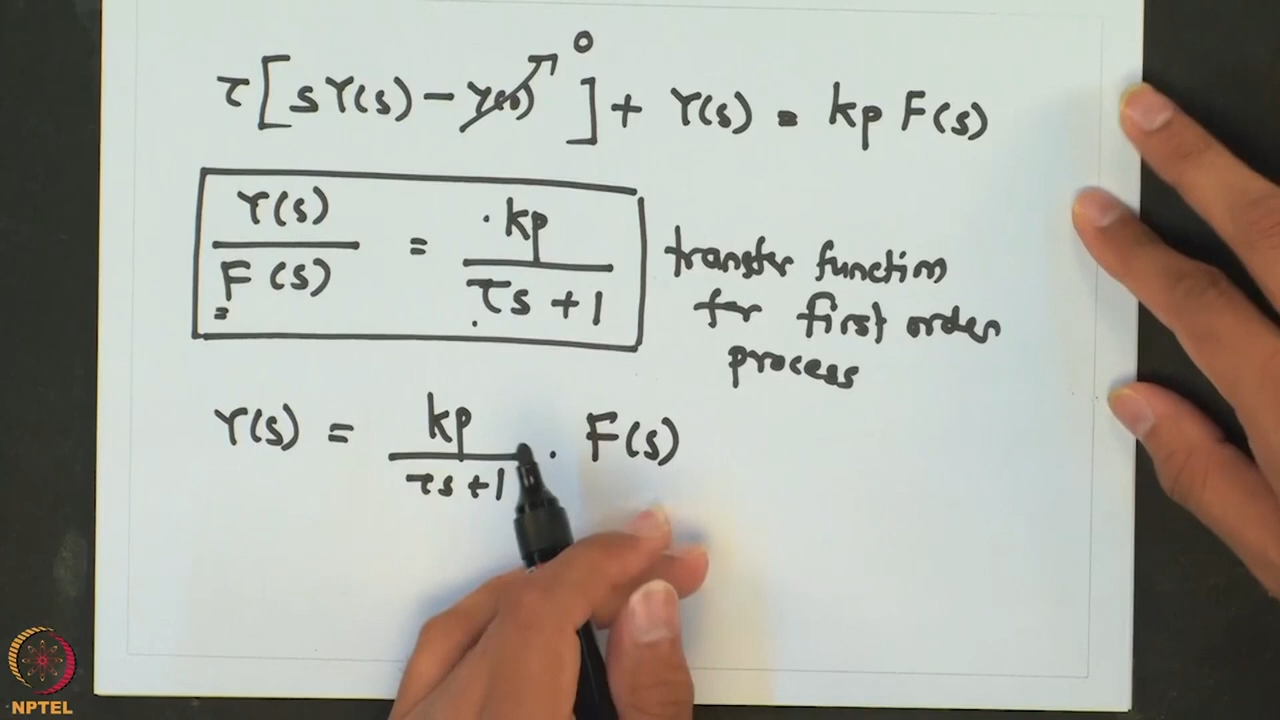 τ[sY(s) - y(0) 0] + Y(s) = kp F(s)
Y(s) / F(s) = kp / τs + 1
transfer function
for first order
process
Y(s) = kp / τs + 1 . F(s)
NPTEL